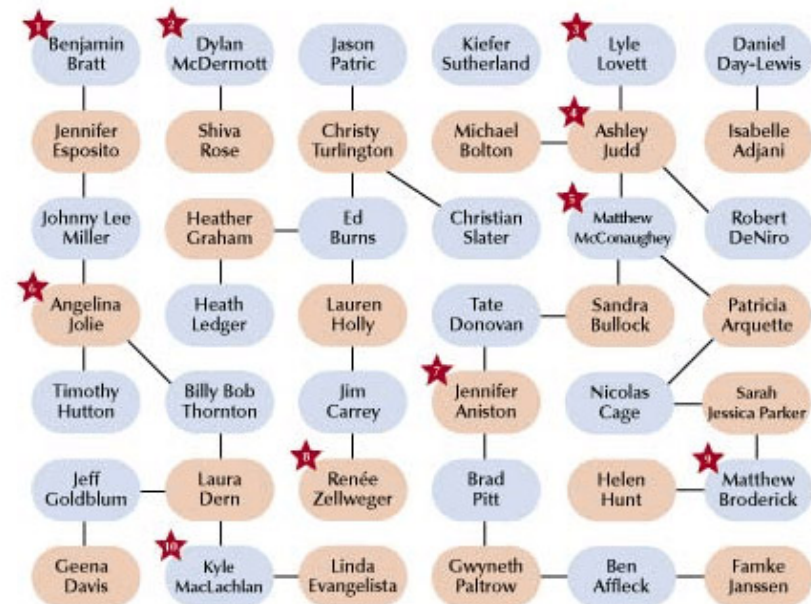 1
Benjamin
Bratt
2
Dylan
McDermott
Jason
Patric
Kiefer
Sutherland
3
Lyle
Lovett
Daniel
Day-Lewis
Jennifer
Esposito
Shiva
Rose
Christy
Turlington
Michael
Bolton
4
Ashley
Judd
Isabelle
Adjani
Johnny Lee
Miller
Heather
Graham
Ed
Burns
Christian
Slater
5
Matthew
McConaughey
Robert
DeNiro
6
Angelina
Jolie
Heath
Ledger
Lauren
Holly
Tate
Donovan
Sandra
Bullock
Patricia
Arquette
Timothy
Hutton
Billy Bob
Thornton
Jim
Carrey
7
Jennifer
Aniston
Nicolas
Cage
Sarah
Jessica Parker
Jeff
Goldblum
Laura
Dern
8
Renée
Zellweger
Brad
Pitt
Helen
Hunt
9
Matthew
Broderick
Geena
Davis
10
Kyle
MacLachlan
Linda
Evangelista
Gwyneth
Paltrow
Ben
Affleck
Famke
Janssen